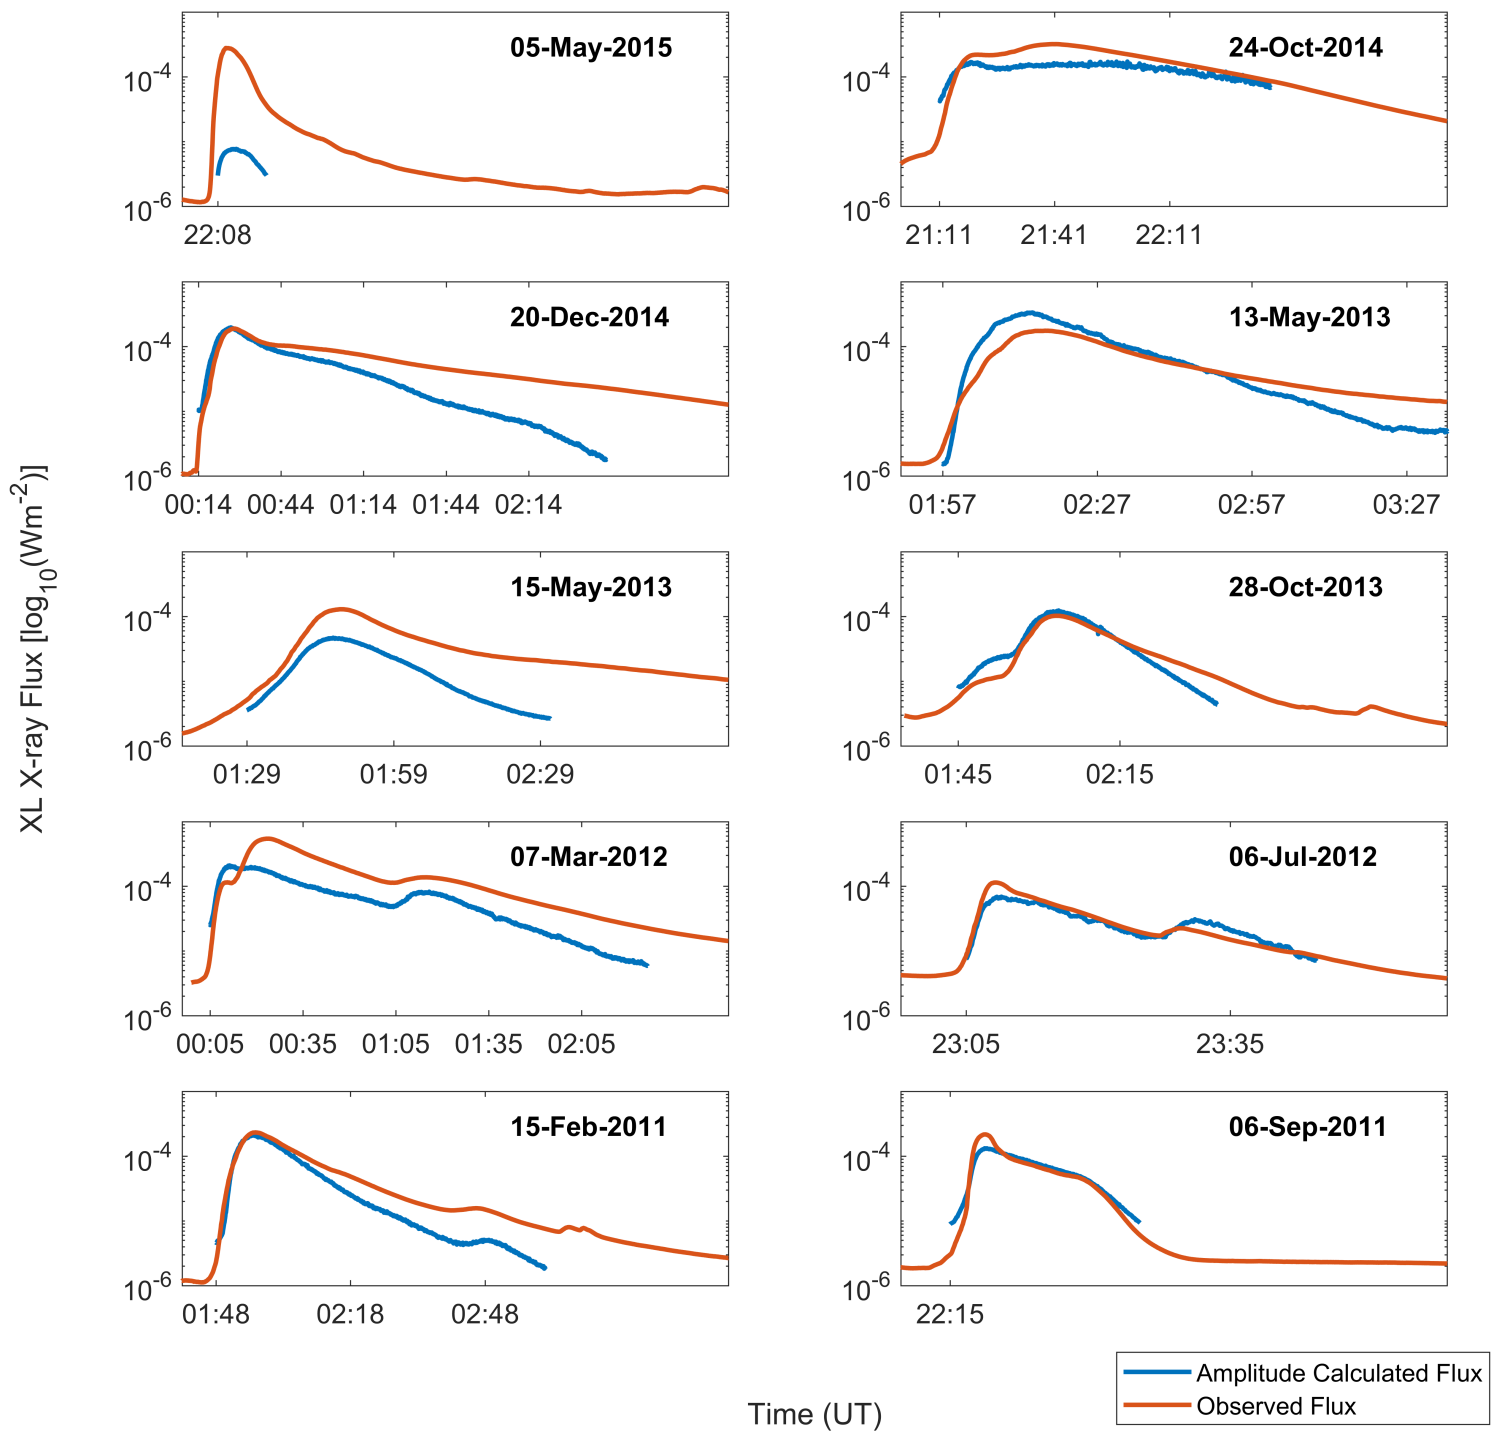 05-May-2015
10-4
10-6
22:08
24-Oct-2014
10-4
10-6
21:11 21:41 22:11
20-Dec-2014
10-4
10-6
00:14 00:44 01:14 01:44 02:14
13-May-2013
10-4
10-6
01:57 02:27 02:57 03:27
15-May-2013
10-4
10-6
01:29 01:59 02:29
28-Oct-2013
10-4
10-6
01:45 02:15
07-Mar-2012
10-4
10-6
00:05 00:35 01:05 01:35 02:05
06-Jul-2012
10-4
10-6
23:05 23:35
15-Feb-2011
10-4
10-6
01:48 02:18 02:48
06-Sep-2011
10-4
10-6
22:15
XL X-ray Flux [log10(Wm-2)]
Time (UT)
Amplitude Calculated Flux
Observed Flux